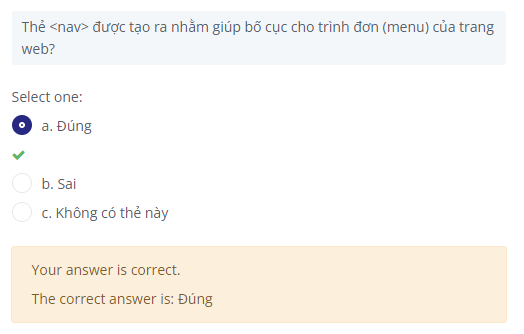 Thẻ <nav> được tạo ra nhằm giúp bố cục cho trình đơn (menu) của trang
web?
Select one:
a. Đúng
b. Sai
c. Không có thẻ này
Your answer is correct.
The correct answer is: Đúng